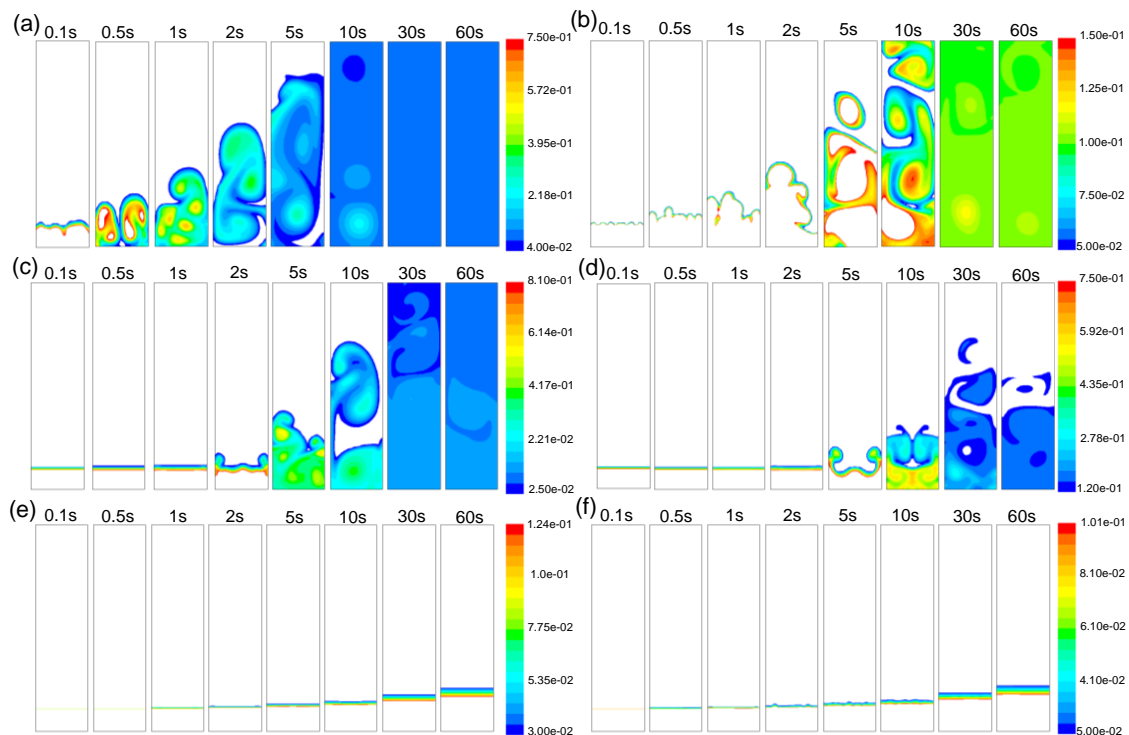 (a)
0.1s 0.5s 1s 2s 5s 10s 30s 60s
7.50e-01
5.72e-01
3.95e-01
2.18e-01
4.00e-02
(b)
0.1s 0.5s 1s 2s 5s 10s 30s 60s
1.50e-01
1.25e-01
1.00e-01
7.50e-02
5.00e-02
(c)
0.1s 0.5s 1s 2s 5s 10s 30s 60s
8.10e-01
6.14e-01
4.17e-01
2.21e-02
2.50e-02
(d)
0.1s 0.5s 1s 2s 5s 10s 30s 60s
7.50e-01
5.92e-01
4.35e-01
2.78e-01
1.20e-01
(e)
0.1s 0.5s 1s 2s 5s 10s 30s 60s
1.24e-01
1.0e-01
7.75e-02
5.35e-02
3.00e-02
(f)
0.1s 0.5s 1s 2s 5s 10s 30s 60s
1.01e-01
8.10e-02
6.10e-02
4.10e-02
5.00e-02